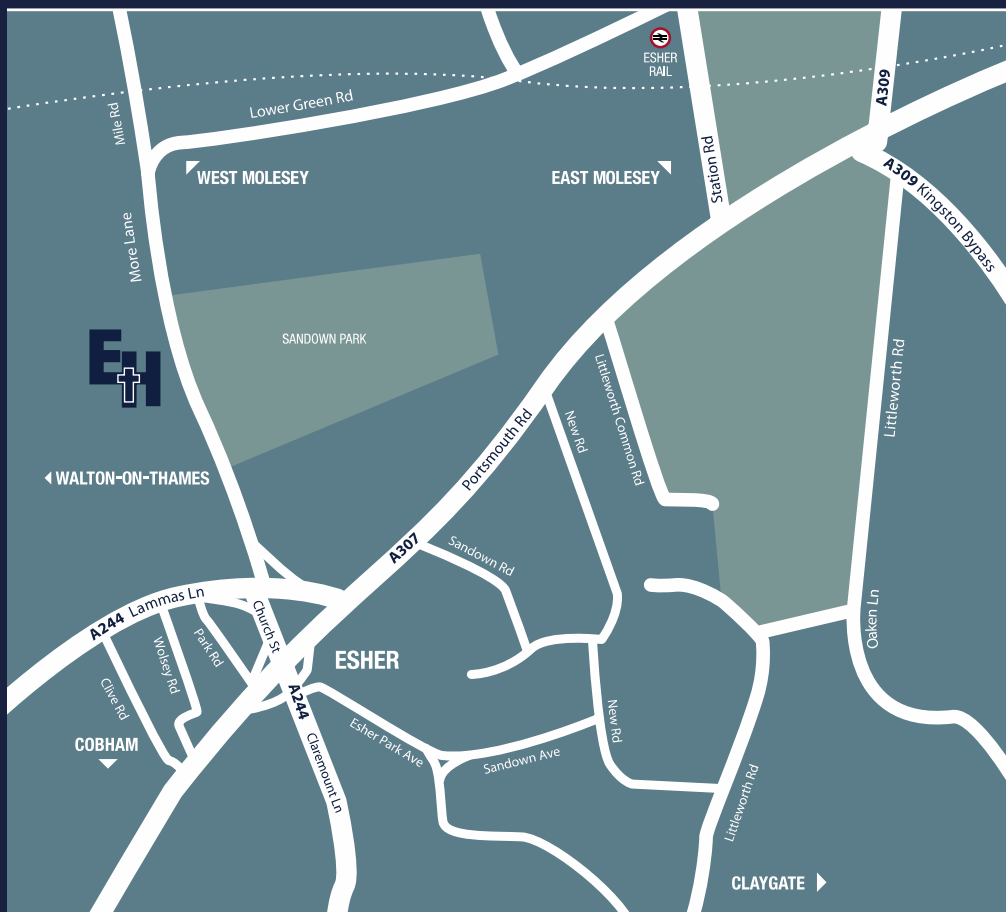 ESHER
RAIL
A309
Mile Rd
Lower Green Rd
WEST MOLESEY
EAST MOLESEY
Station Rd
A309 Kingston Bypass
More Lane
SANDOWN PARK
EH
Littleworth Common Rd
Littleworth Rd
New Rd
Portsmouth Rd
WALTON-ON-THAMES
A307
Sandown Rd
A244 Lammas Ln
Church St
Oaken Ln
Wolsey Rd
Park Rd
ESHER
Clive Rd
A244
Claremount Ln
New Rd
COBHAM
Esher Park Ave
Sandown Ave
Littleworth Rd
CLAYGATE